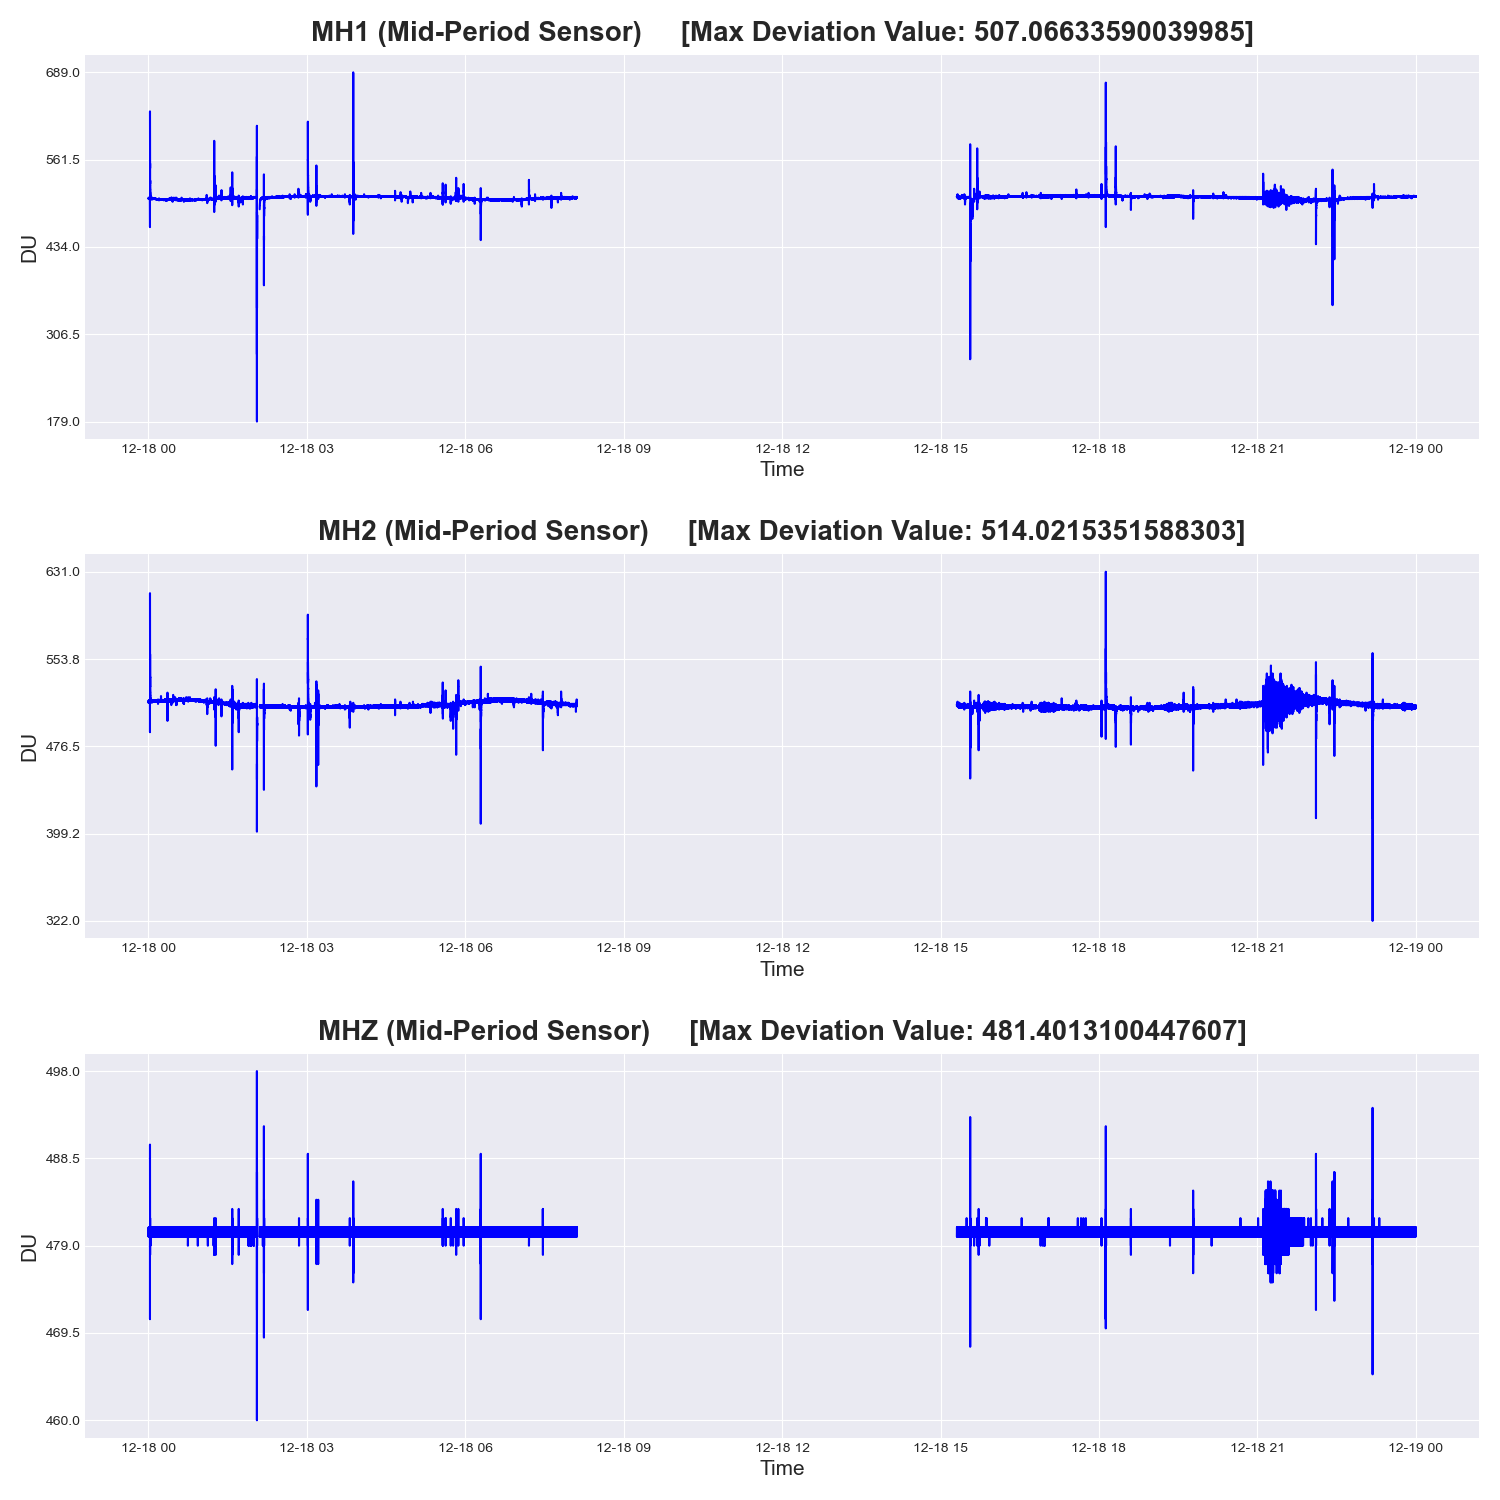 MH1 (Mid-Period Sensor) [Max Deviation Value: 507.06633590039985]
689.0
561.5
434.0
306.5
179.0
DU
12-18 00 12-18 03 12-18 06 12-18 09 12-18 12 12-18 15 12-18 18 12-18 21 12-19 00
Time
MH2 (Mid-Period Sensor) [Max Deviation Value: 514.0215351588303]
631.0
553.8
476.5
399.2
322.0
DU
12-18 00 12-18 03 12-18 06 12-18 09 12-18 12 12-18 15 12-18 18 12-18 21 12-19 00
Time
MHZ (Mid-Period Sensor) [Max Deviation Value: 481.4013100447607]
498.0
488.5
479.0
469.5
460.0
DU
12-18 00 12-18 03 12-18 06 12-18 09 12-18 12 12-18 15 12-18 18 12-18 21 12-19 00
Time